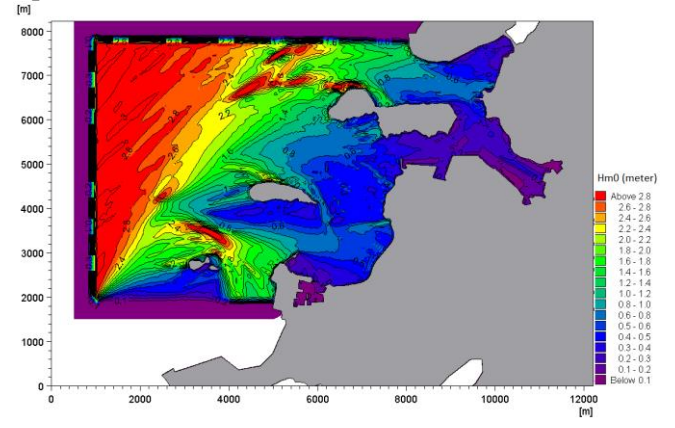 [m]
8000
7000
6000
5000
4000
3000
2000
1000
0
0
2000
4000
6000
8000
10000
12000
[m]
Hm0 (meter)
Above 2.8
2.6 - 2.8
2.4 - 2.6
2.2 - 2.4
2.0 - 2.2
1.8 - 2.0
1.6 - 1.8
1.4 - 1.6
1.2 - 1.4
1.0 - 1.2
0.8 - 1.0
0.6 - 0.8
0.5 - 0.6
0.4 - 0.5
0.3 - 0.4
0.2 - 0.3
0.1 - 0.2
Below 0.1